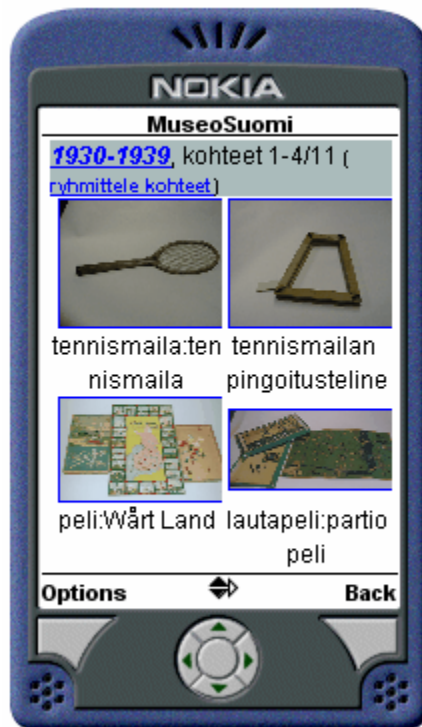 NOKIA
MuseoSuomi
1930-1939, kohteet 1-4/11 (
ryhmittele kohteet)
tennismaila:ten
nismaila
tennismailan
pingoitusteline
peli:Wårt Land
lautapeli:partio
peli
Options
Back